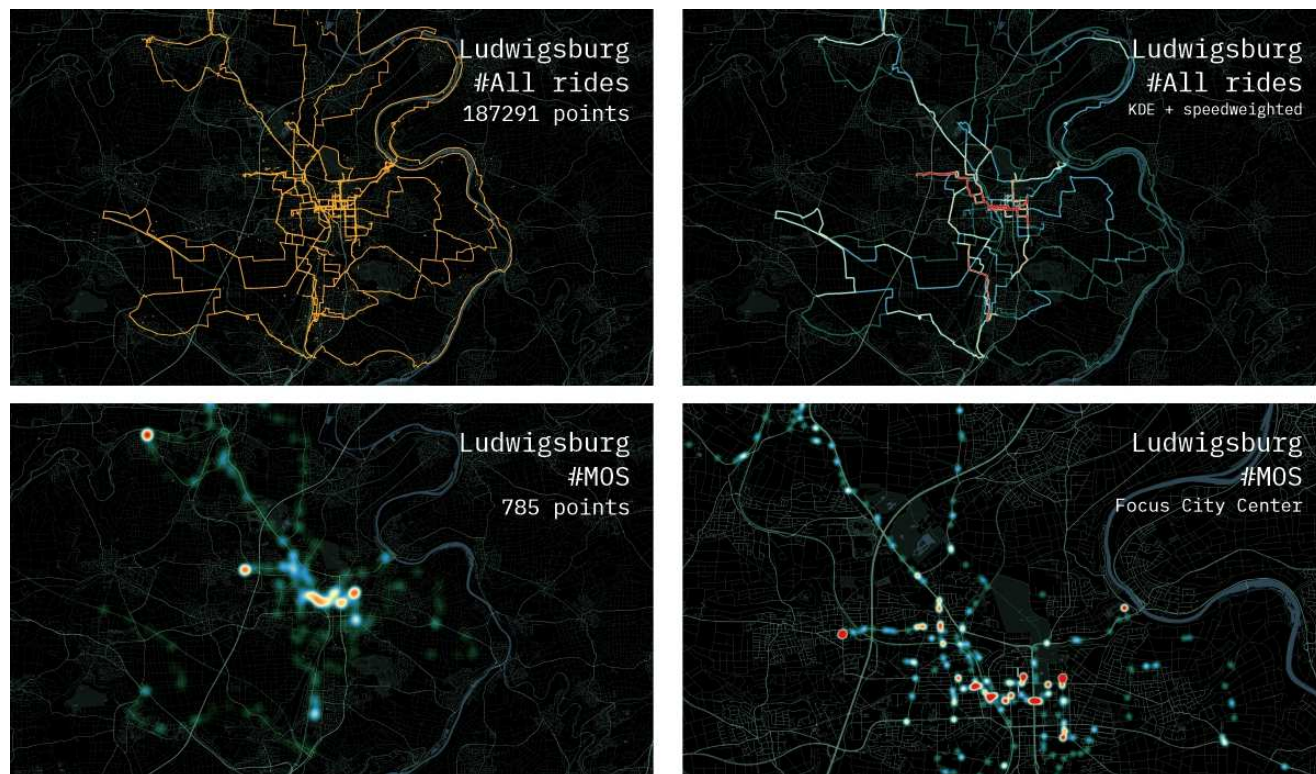 Ludwigsburg
#All rides
187291 points
Ludwigsburg
#All rides
KDE + speedweighted
Ludwigsburg
#MOS
785 points
Ludwigsburg
#MOS
Focus City Center